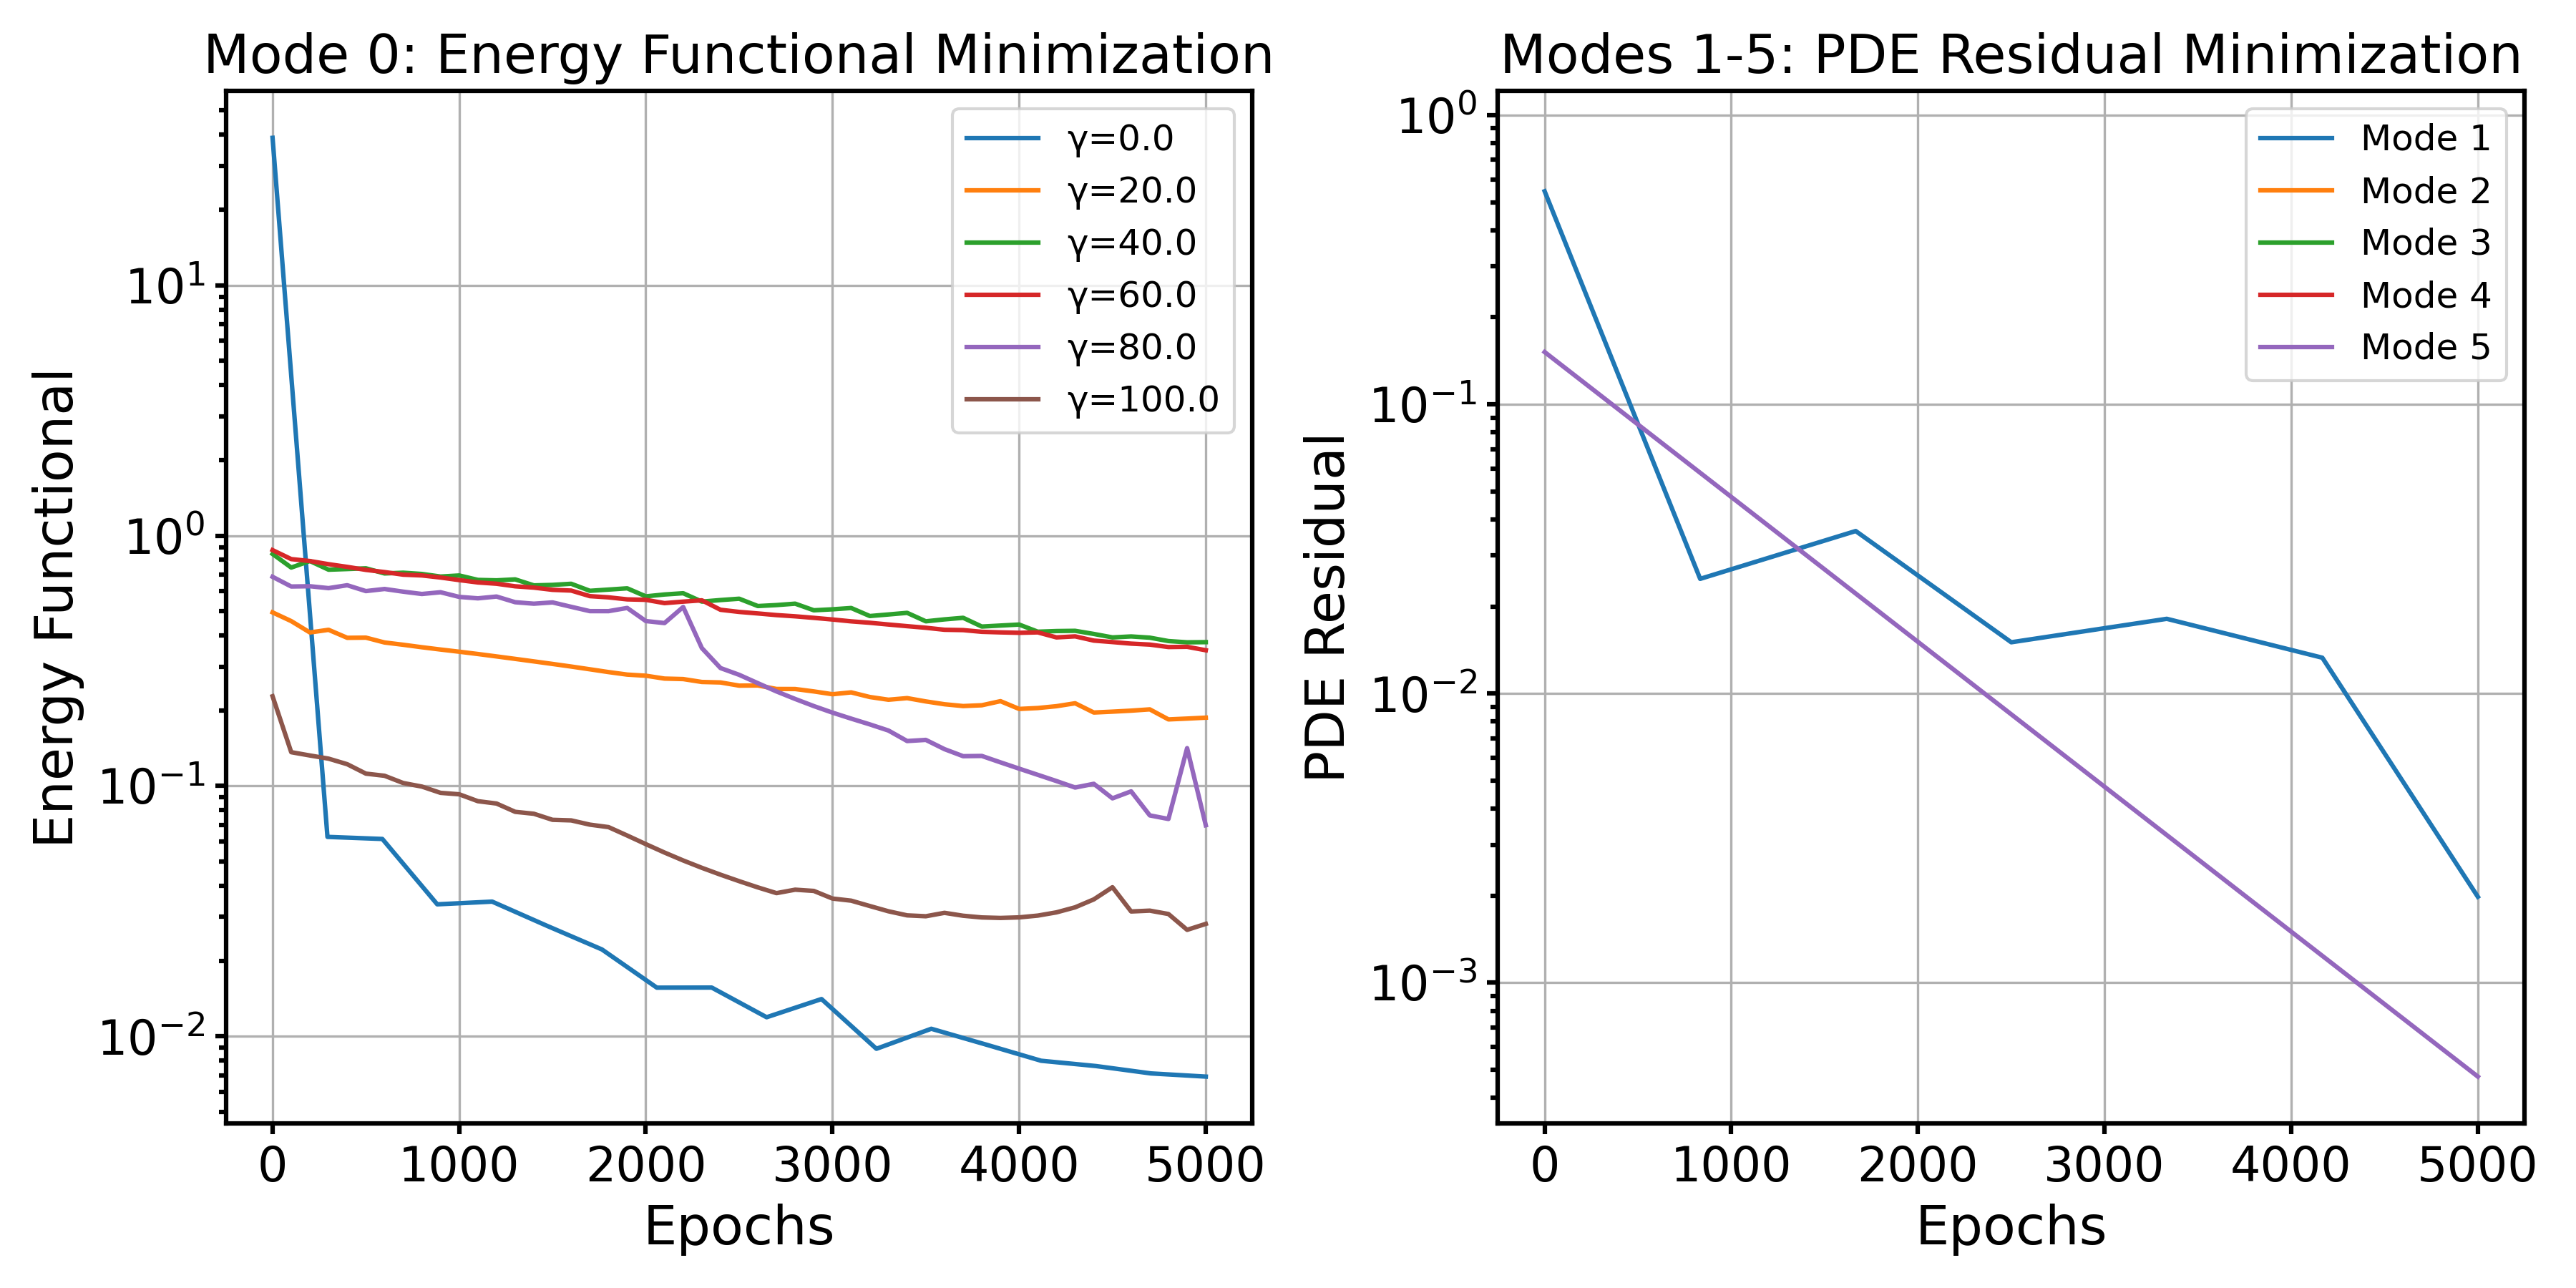 Mode 0: Energy Functional Minimization
Energy Functional
10¹
10⁰
10⁻¹
10⁻²
0 1000 2000 3000 4000 5000
Epochs
γ=0.0
γ=20.0
γ=40.0
γ=60.0
γ=80.0
γ=100.0
Modes 1-5: PDE Residual Minimization
PDE Residual
10⁰
10⁻¹
10⁻²
10⁻³
0 1000 2000 3000 4000 5000
Epochs
Mode 1
Mode 2
Mode 3
Mode 4
Mode 5